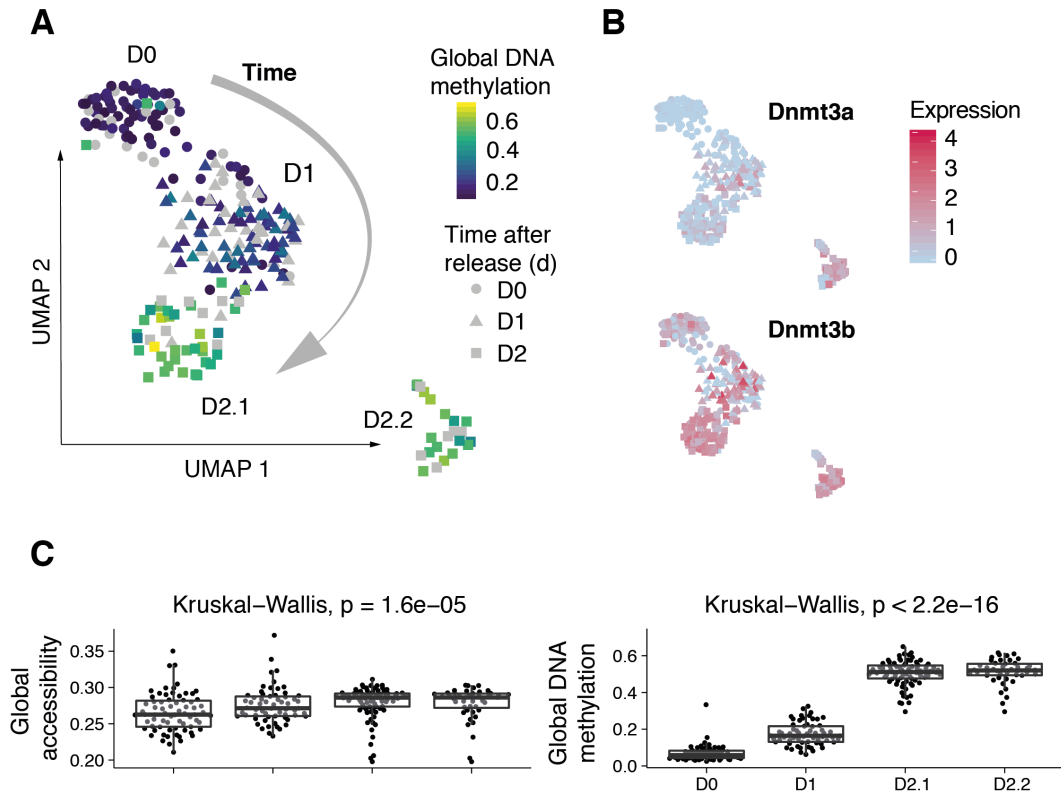 A
D0
Time
D1
D2.1
D2.2
UMAP 2
UMAP 1
Global DNA
methylation
0.6
0.4
0.2
Time after
release (d)
D0
D1
D2
B
Dnmt3a
Dnmt3b
Expression
4
3
2
1
0
C
Kruskal−Wallis, p = 1.6e−05
Global
accessibility
0.35
0.30
0.25
0.20
Kruskal−Wallis, p < 2.2e−16
Global DNA
methylation
0.6
0.4
0.2
0.0
D0 D1 D2.1 D2.2